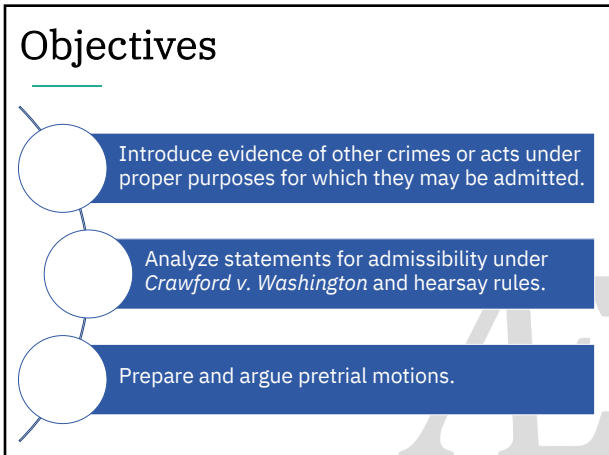 Objectives
Introduce evidence of other crimes or acts under
proper purposes for which they may be admitted.
Analyze statements for admissibility under
Crawford v. Washington and hearsay rules.
Prepare and argue pretrial motions.
Æ